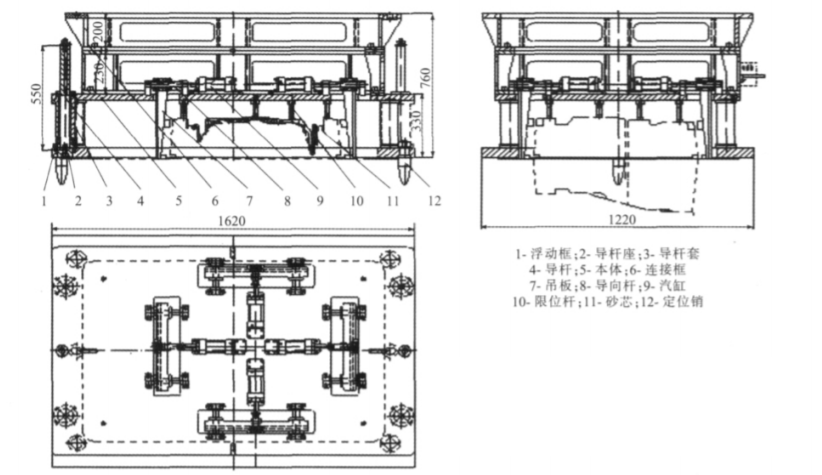 200
230
550
760
330
1 2 3 4 5 6 7 8 9 10 11 12
1620
1220
1- 浮动框;2- 导杆座;3- 导杆套
4- 导杆;5- 本体;6- 连接框
7- 吊板;8- 导向杆;9- 汽缸
10- 限位杆;11- 砂芯;12- 定位销